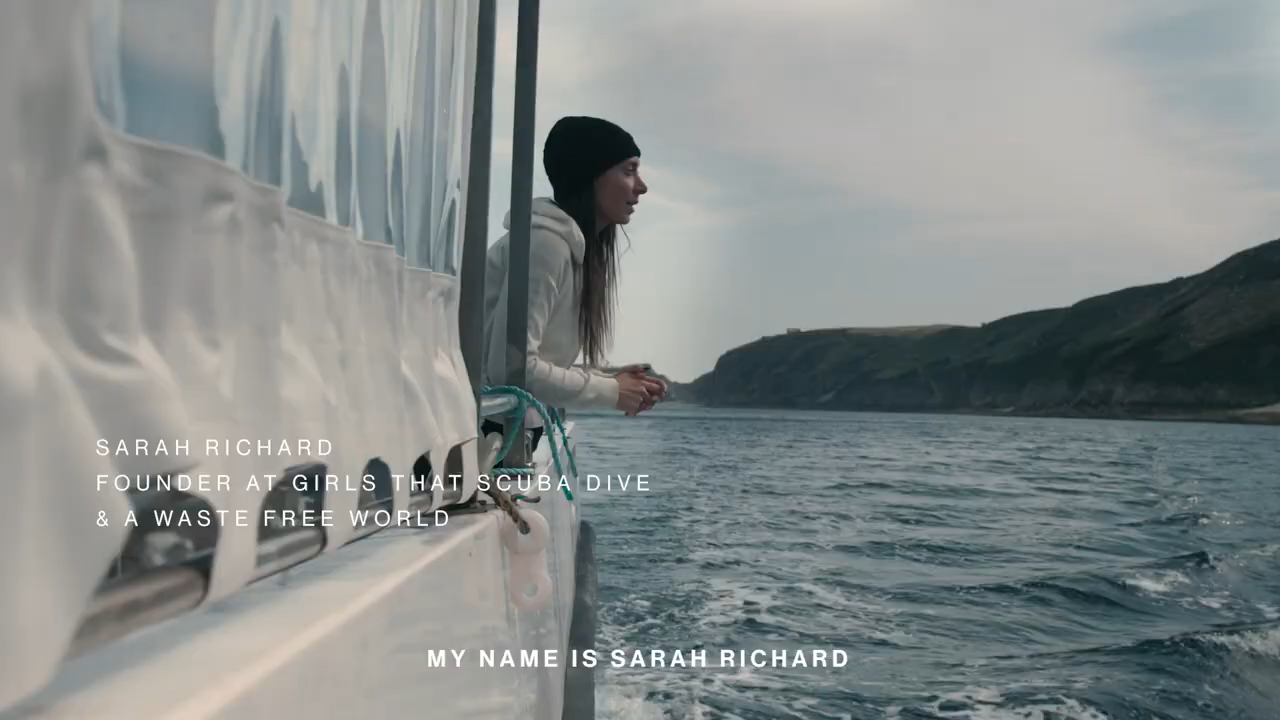 SARAH RICHARD
FOUNDER AT GIRLS THAT SCUBA DIVE
& A WASTE FREE WORLD
MY NAME IS SARAH RICHARD